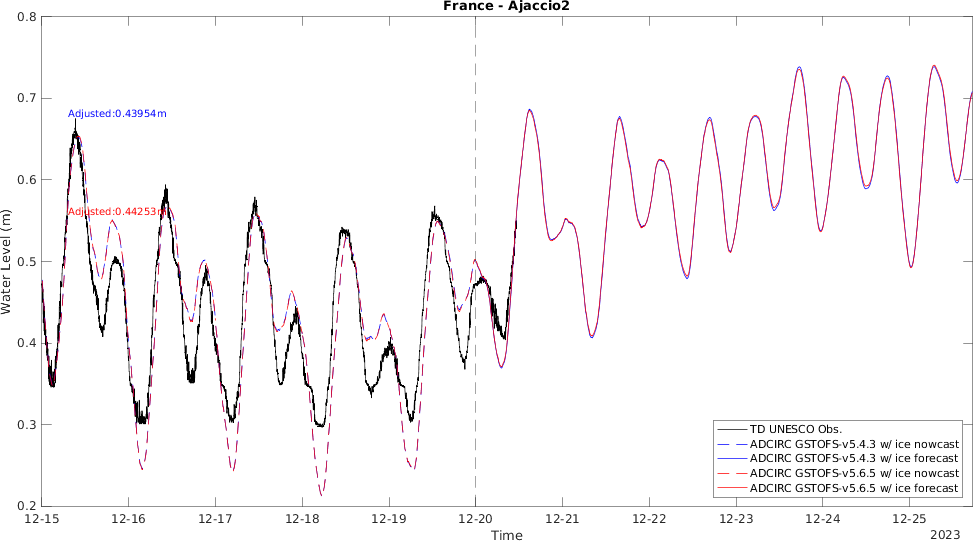 France - Ajaccio2
0.8
0.7
0.6
0.5
0.4
0.3
0.2
Water Level (m)
Adjusted:0.43954m
Adjusted:0.44253m
TD UNESCO Obs.
ADCIRC GSTOFS-v5.4.3 w/ ice nowcast
ADCIRC GSTOFS-v5.4.3 w/ ice forecast
ADCIRC GSTOFS-v5.6.5 w/ ice nowcast
ADCIRC GSTOFS-v5.6.5 w/ ice forecast
12-15 12-16 12-17 12-18 12-19 12-20 12-21 12-22 12-23 12-24 12-25
Time
2023